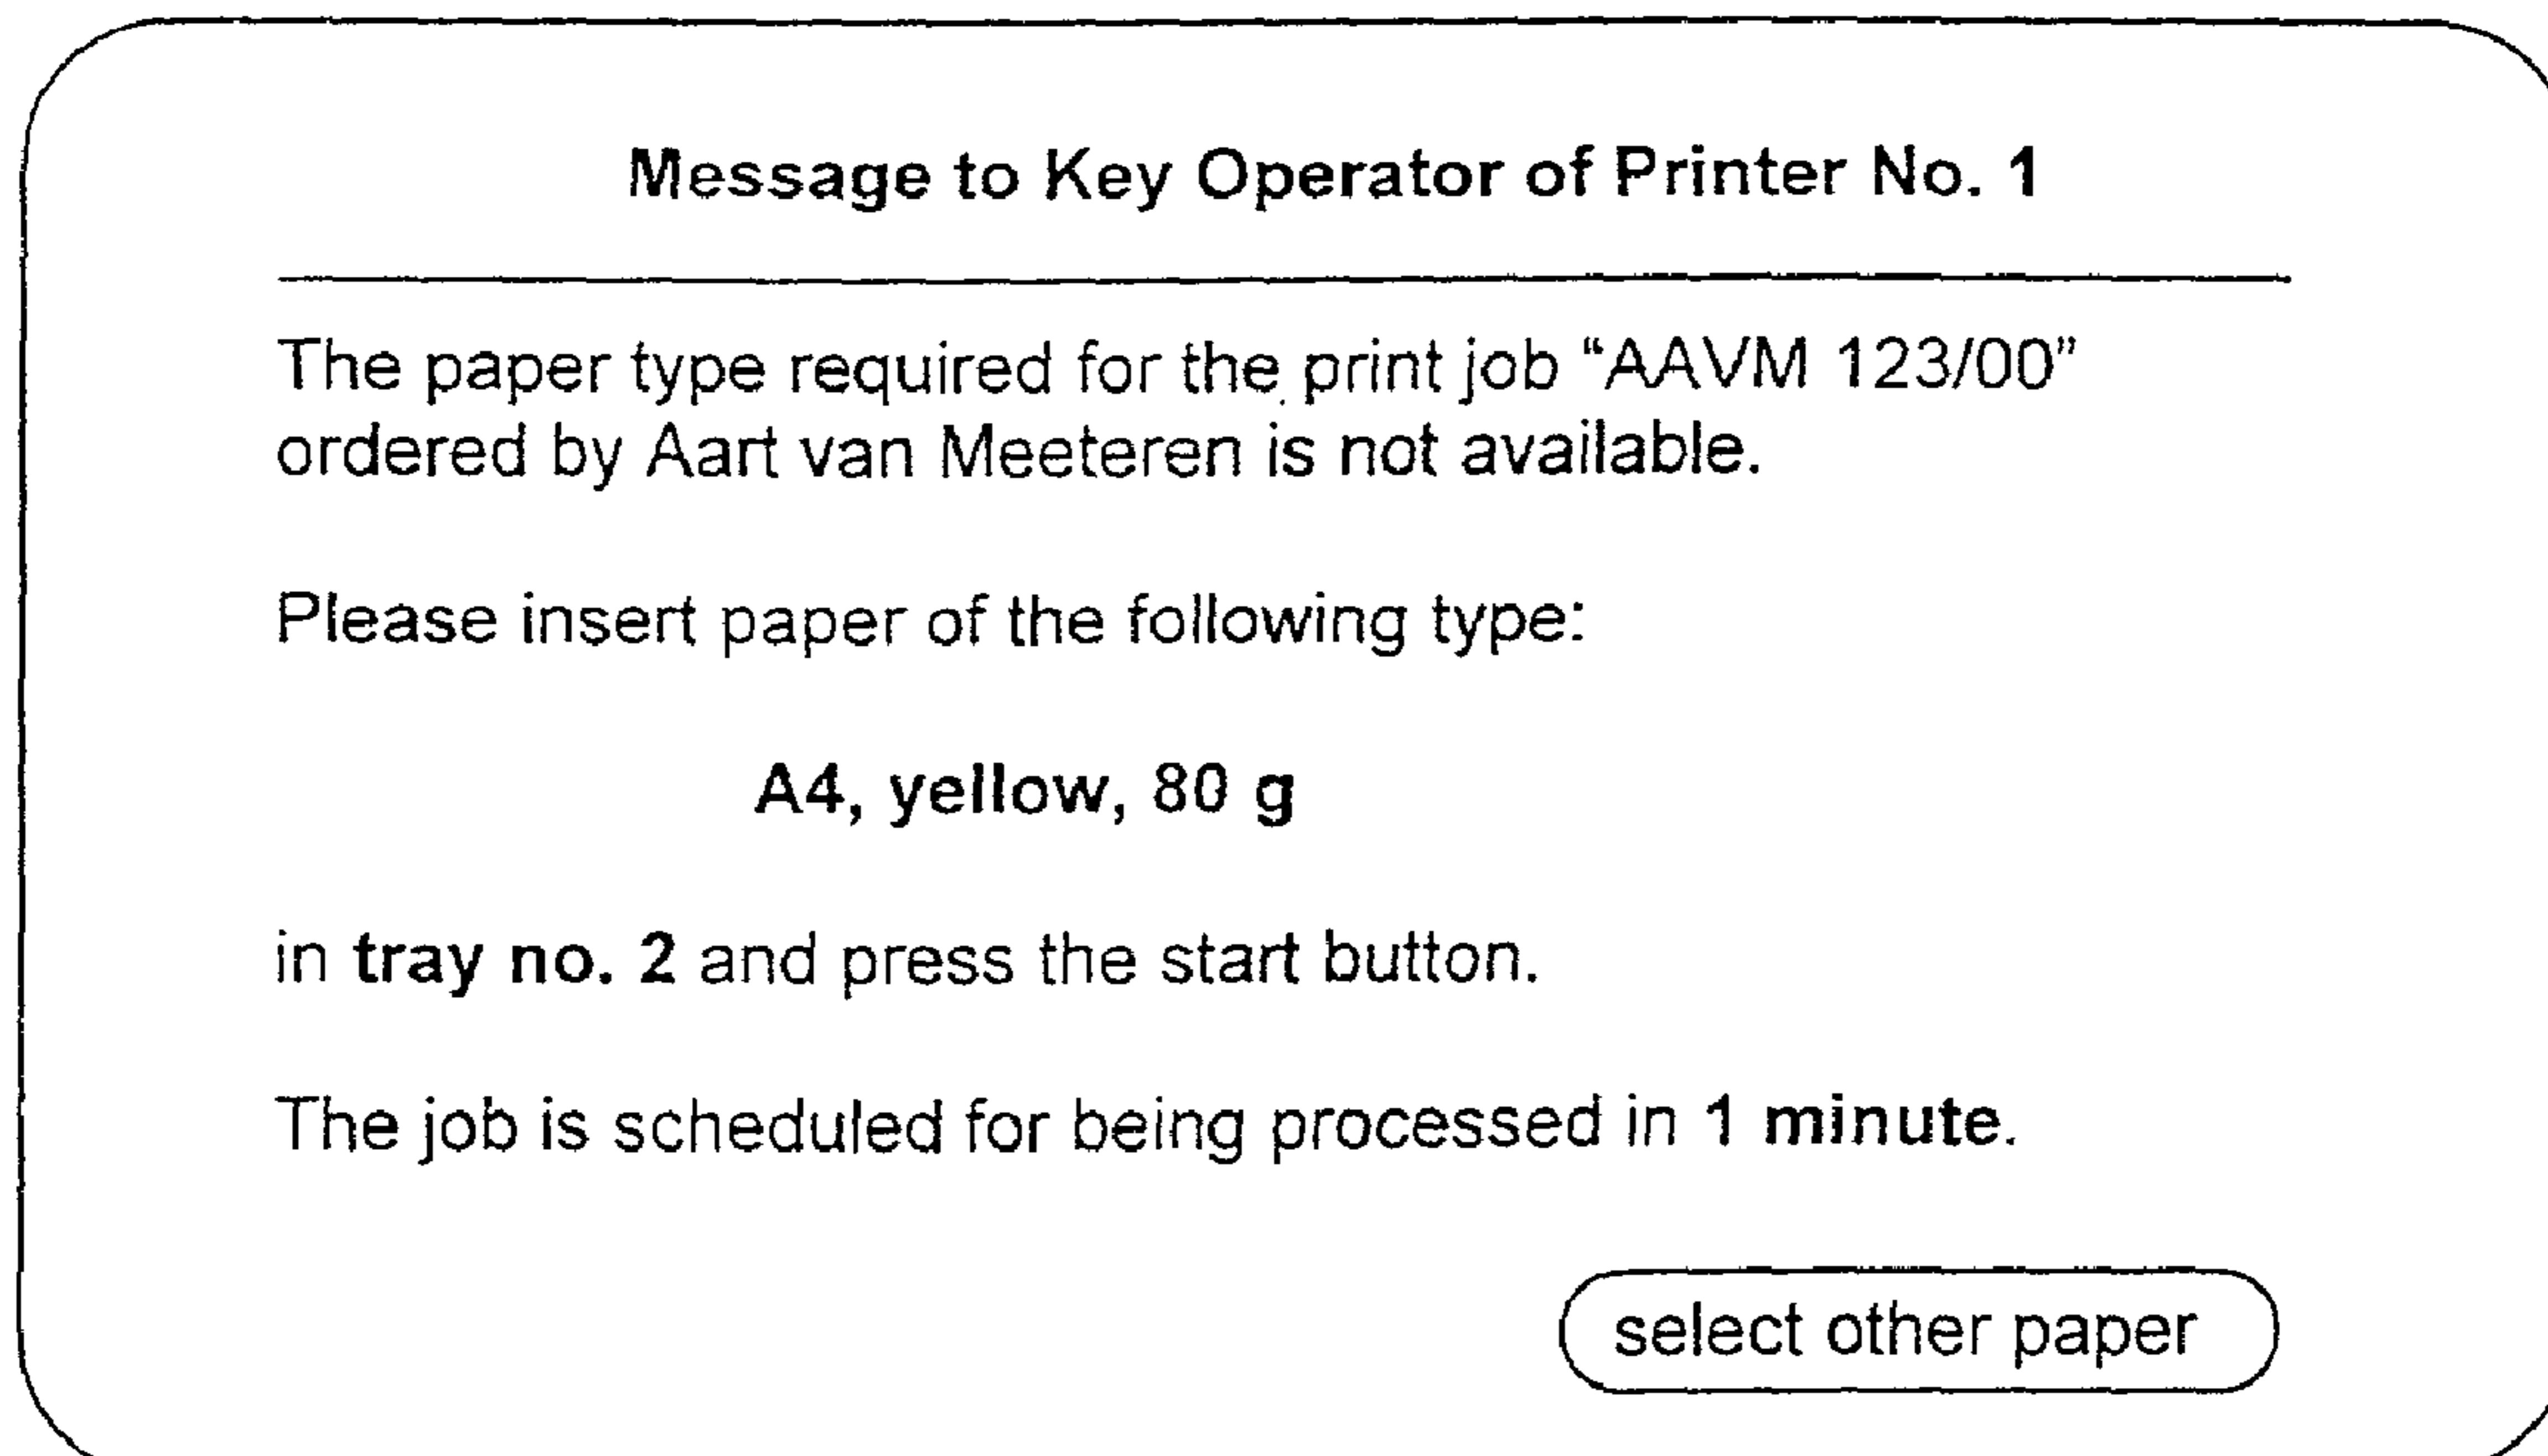 Message to Key Operator of Printer No. 1
The paper type required for the print job “AAVM 123/00”
ordered by Aart van Meeteren is not available.
Please insert paper of the following type:
A4, yellow, 80 g
in tray no. 2 and press the start button.
The job is scheduled for being processed in 1 minute.
select other paper